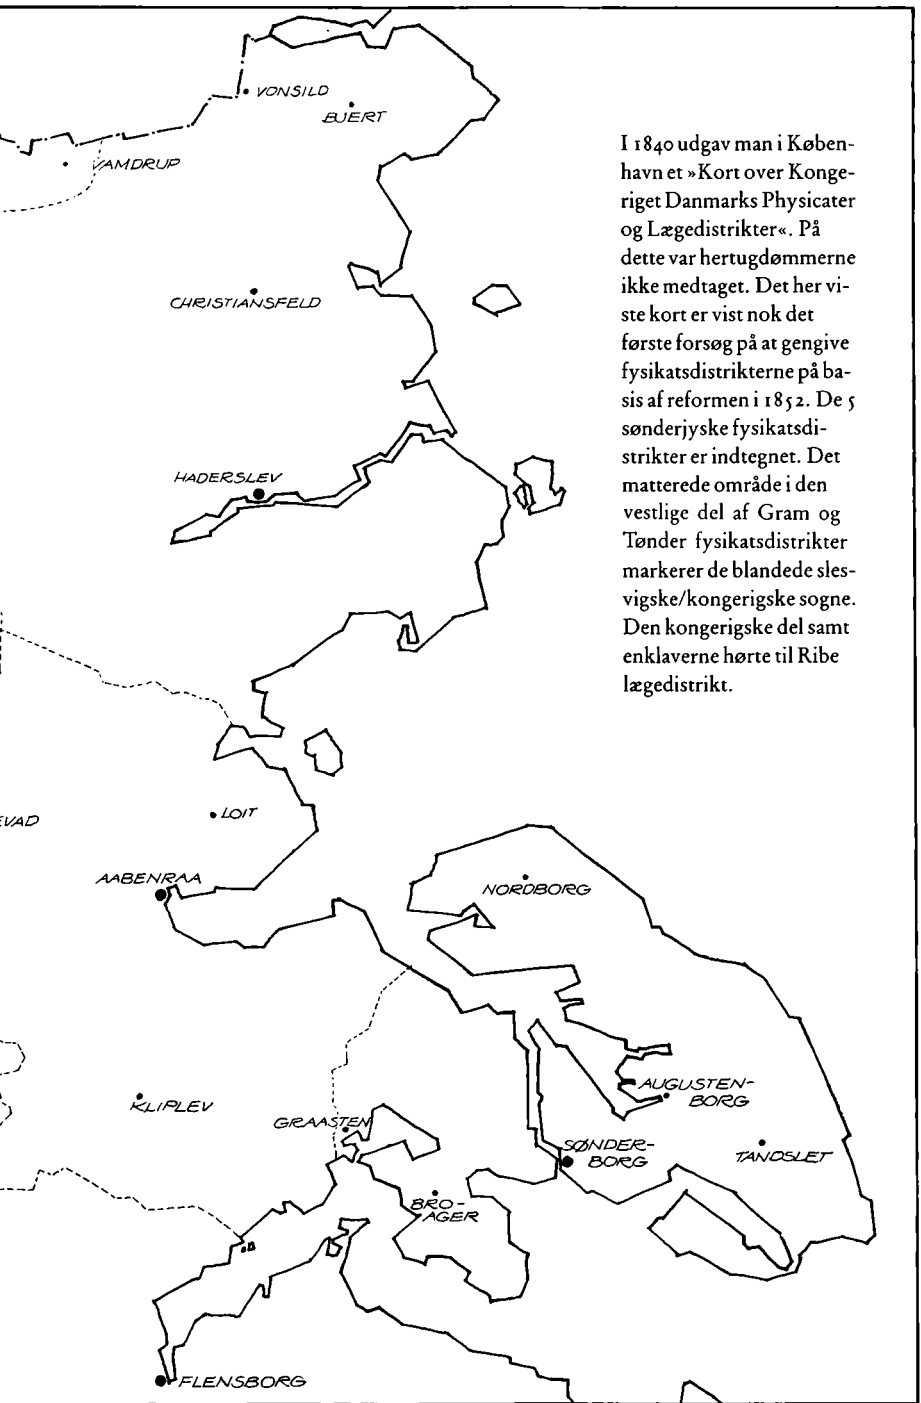 VONSILD
BJERT
VAMDRUP
CHRISTIANSFELD
HADERSLEV
EVAD
LOIT
AABENRAA
NORDBORG
KLIPLEV
GRAASTEN
AUGUSTEN-
BORG
SØNDER-
BORG
TANDSLET
BRO-
AGER
FLENSBORG
I 1840 udgav man i Køben-
havn et »Kort over Konge-
riget Danmarks Physicater
og Lægedistrikter«. På
dette var hertugdømmerne
ikke medtaget. Det her vi-
ste kort er vist nok det
første forsøg på at gengive
fysikatsdistrikterne på ba-
sis af reformen i 1852. De 5
sønderjyske fysikatsdi-
strikter er indtegnet. Det
matterede område i den
vestlige del af Gram og
Tønder fysikatsdistrikter
markerer de blandede sles-
vigske/kongerigske sogne.
Den kongerigske del samt
enklaverne hørte til Ribe
lægedistrikt.